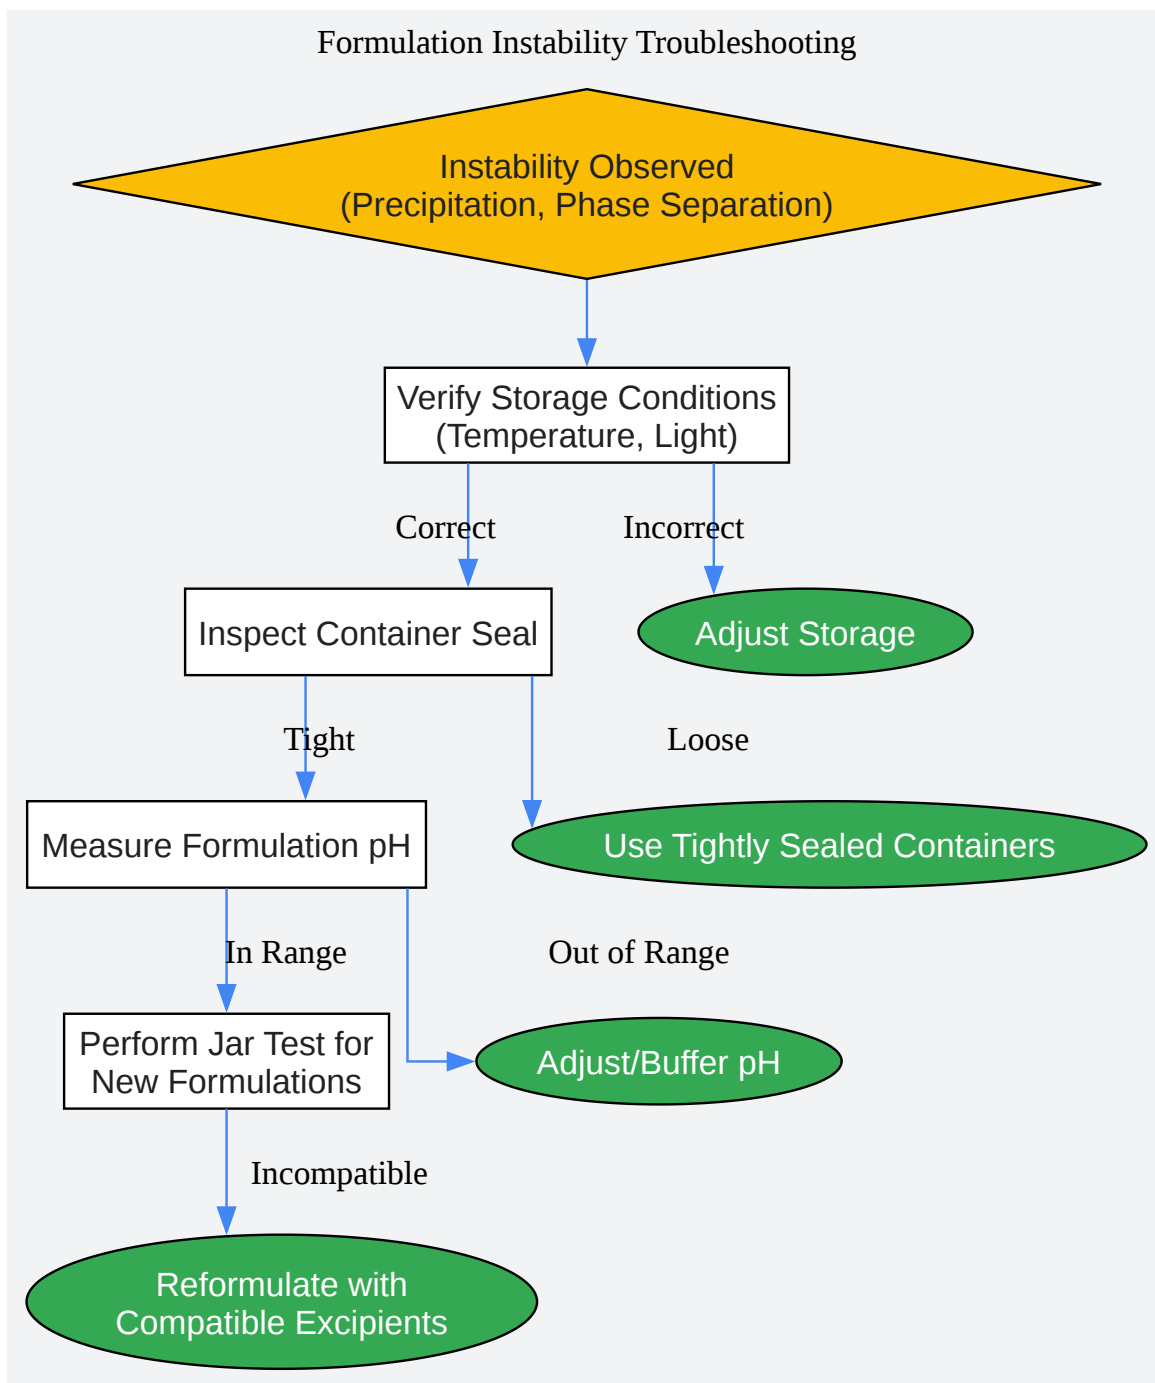 Formulation Instability Troubleshooting
Instability Observed
(Precipitation, Phase Separation)
Verify Storage Conditions
(Temperature, Light)
Correct
Incorrect
Inspect Container Seal
Adjust Storage
Tight
Loose
Measure Formulation pH
Use Tightly Sealed Containers
In Range
Out of Range
Perform Jar Test for
New Formulations
Adjust/Buffer pH
Incompatible
Reformulate with
Compatible Excipients